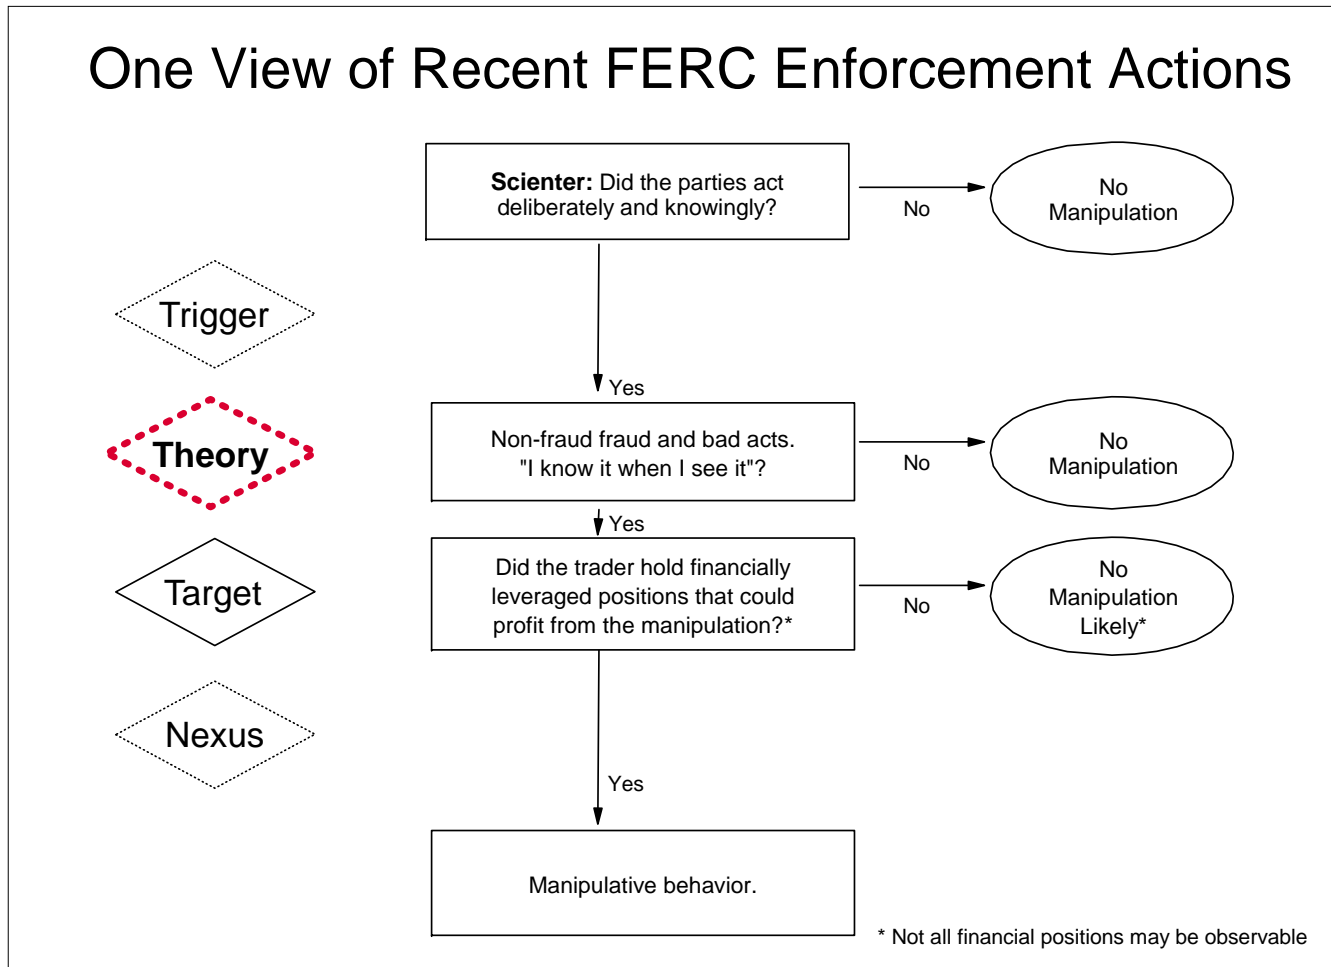 One View of Recent FERC Enforcement Actions
Scienter: Did the parties act
deliberately and knowingly?
No
No
Manipulation
Trigger
Yes
Theory
Non-fraud fraud and bad acts.
"I know it when I see it"?
No
No
Manipulation
Yes
Target
Did the trader hold financially
leveraged positions that could
profit from the manipulation?*
No
No
Manipulation
Likely*
Nexus
Yes
Manipulative behavior.
* Not all financial positions may be observable